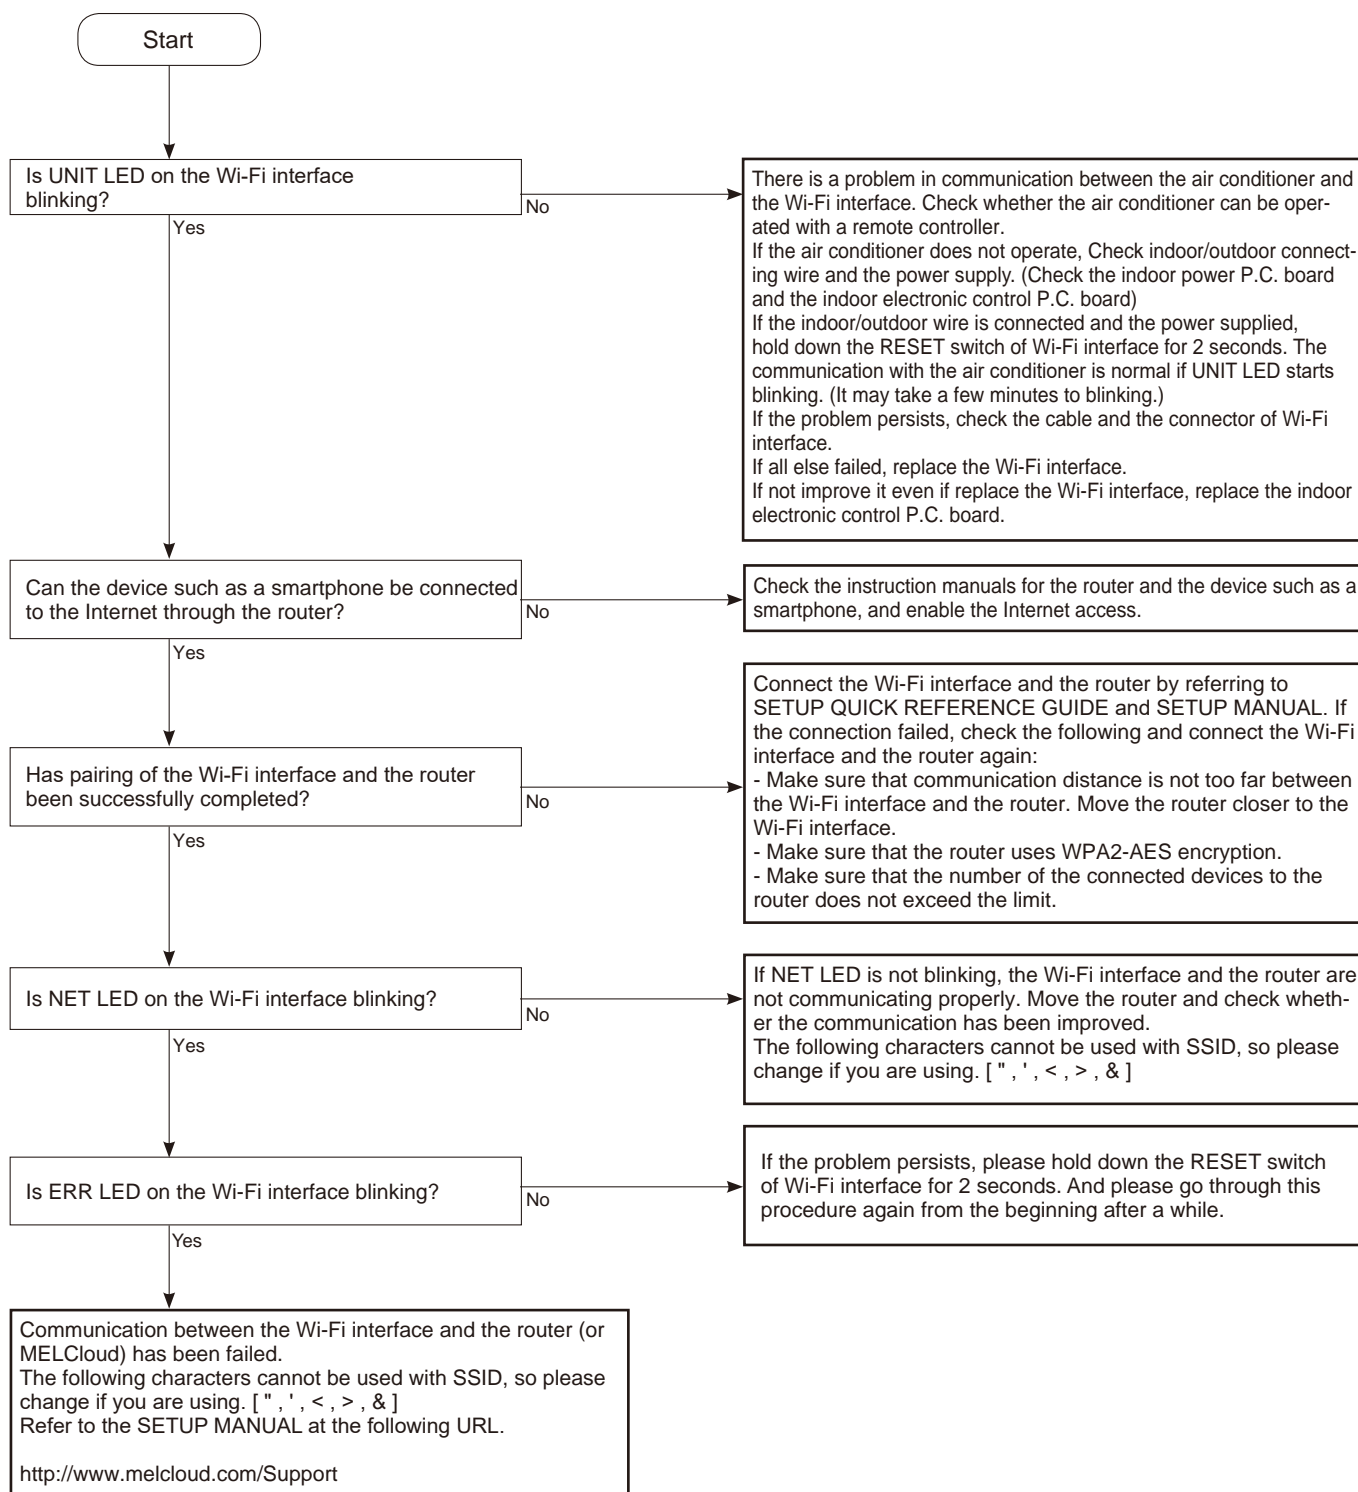 Start
Is UNIT LED on the Wi-Fi interface
blinking?
No
Yes
There is a problem in communication between the air conditioner and
the Wi-Fi interface. Check whether the air conditioner can be oper-
ated with a remote controller.
If the air conditioner does not operate, Check indoor/outdoor connect-
ing wire and the power supply. (Check the indoor power P.C. board
and the indoor electronic control P.C. board)
If the indoor/outdoor wire is connected and the power supplied,
hold down the RESET switch of Wi-Fi interface for 2 seconds. The
communication with the air conditioner is normal if UNIT LED starts
blinking. (It may take a few minutes to blinking.)
If the problem persists, check the cable and the connector of Wi-Fi
interface.
If all else failed, replace the Wi-Fi interface.
If not improve it even if replace the Wi-Fi interface, replace the indoor
electronic control P.C. board.
Can the device such as a smartphone be connected
to the Internet through the router?
No
Yes
Check the instruction manuals for the router and the device such as a
smartphone, and enable the Internet access.
Has pairing of the Wi-Fi interface and the router
been successfully completed?
No
Yes
Connect the Wi-Fi interface and the router by referring to
SETUP QUICK REFERENCE GUIDE and SETUP MANUAL. If
the connection failed, check the following and connect the Wi-Fi
interface and the router again:
- Make sure that communication distance is not too far between
the Wi-Fi interface and the router. Move the router closer to the
Wi-Fi interface.
- Make sure that the router uses WPA2-AES encryption.
- Make sure that the number of the connected devices to the
router does not exceed the limit.
Is NET LED on the Wi-Fi interface blinking?
No
Yes
If NET LED is not blinking, the Wi-Fi interface and the router are
not communicating properly. Move the router and check wheth-
er the communication has been improved.
The following characters cannot be used with SSID, so please
change if you are using. [ " , ' , < , > , & ]
Is ERR LED on the Wi-Fi interface blinking?
No
Yes
If the problem persists, please hold down the RESET switch
of Wi-Fi interface for 2 seconds. And please go through this
procedure again from the beginning after a while.
Communication between the Wi-Fi interface and the router (or
MELCloud) has been failed.
The following characters cannot be used with SSID, so please
change if you are using. [ " , ' , < , > , & ]
Refer to the SETUP MANUAL at the following URL.
http://www.melcloud.com/Support